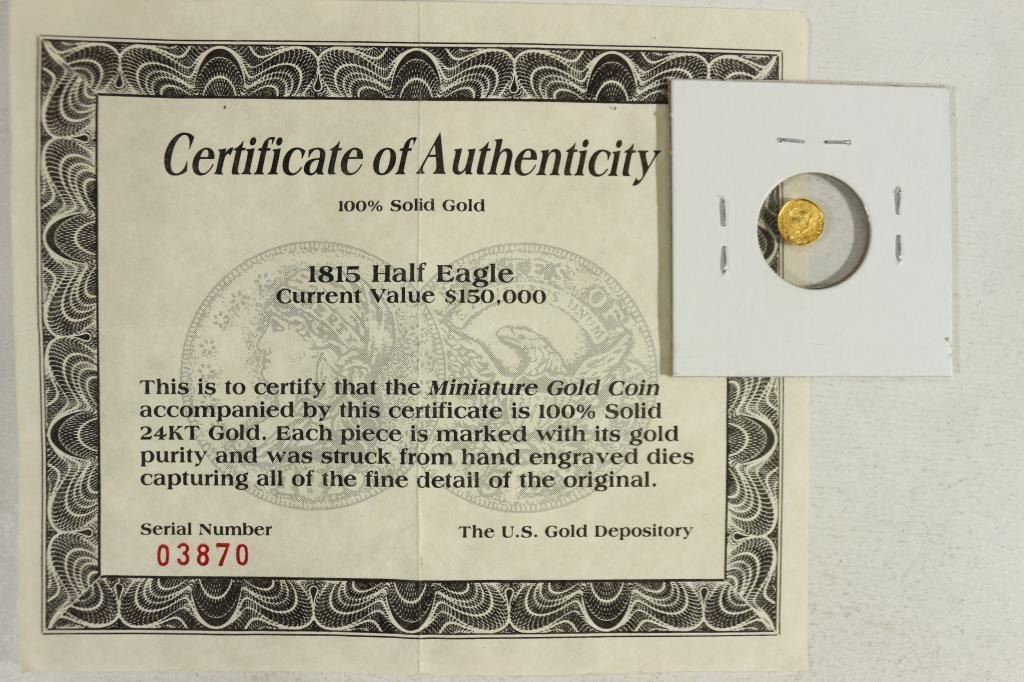 Certificate of Authenticity
100% Solid Gold
1815 Half Eagle
Current Value $150,000
This is to certify that the Miniature Gold Coin
accompanied by this certificate is 100% Solid
24KT Gold. Each piece is marked with its gold
purity and was struck from hand engraved dies
capturing all of the fine detail of the original.
Serial Number
The U.S. Gold Depository
03870